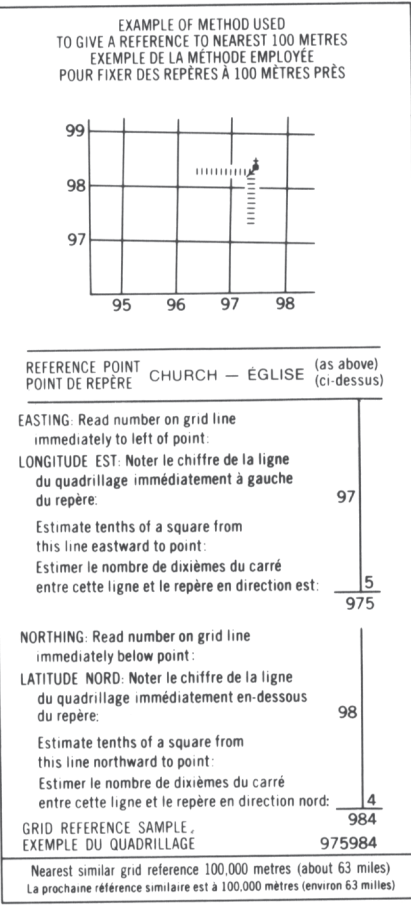 EXAMPLE OF METHOD USED
TO GIVE A REFERENCE TO NEAREST 100 METRES
EXEMPLE DE LA MÉTHODE EMPLOYÉE
POUR FIXER DES REPÈRES À 100 MÈTRES PRÈS
99
98
97
95 96 97 98
REFERENCE POINT
POINT DE REPÈRE CHURCH — ÉGLISE (as above)
(ci-dessus)
EASTING: Read number on grid line
immediately to left of point:
LONGITUDE EST: Noter le chiffre de la ligne
du quadrillage immédiatement à gauche
du repère: 97
Estimate tenths of a square from
this line eastward to point:
Estimer le nombre de dixièmes du carré
entre cette ligne et le repère en direction est: 5
975
NORTHING: Read number on grid line
immediately below point:
LATITUDE NORD: Noter le chiffre de la ligne
du quadrillage immédiatement en-dessous
du repère: 98
Estimate tenths of a square from
this line northward to point:
Estimer le nombre de dixièmes du carré
entre cette ligne et le repère en direction nord: 4
984
GRID REFERENCE SAMPLE,
EXEMPLE DU QUADRILLAGE 975984
Nearest similar grid reference 100,000 metres (about 63 miles)
La prochaine référence similaire est à 100,000 mètres (environ 63 milles)